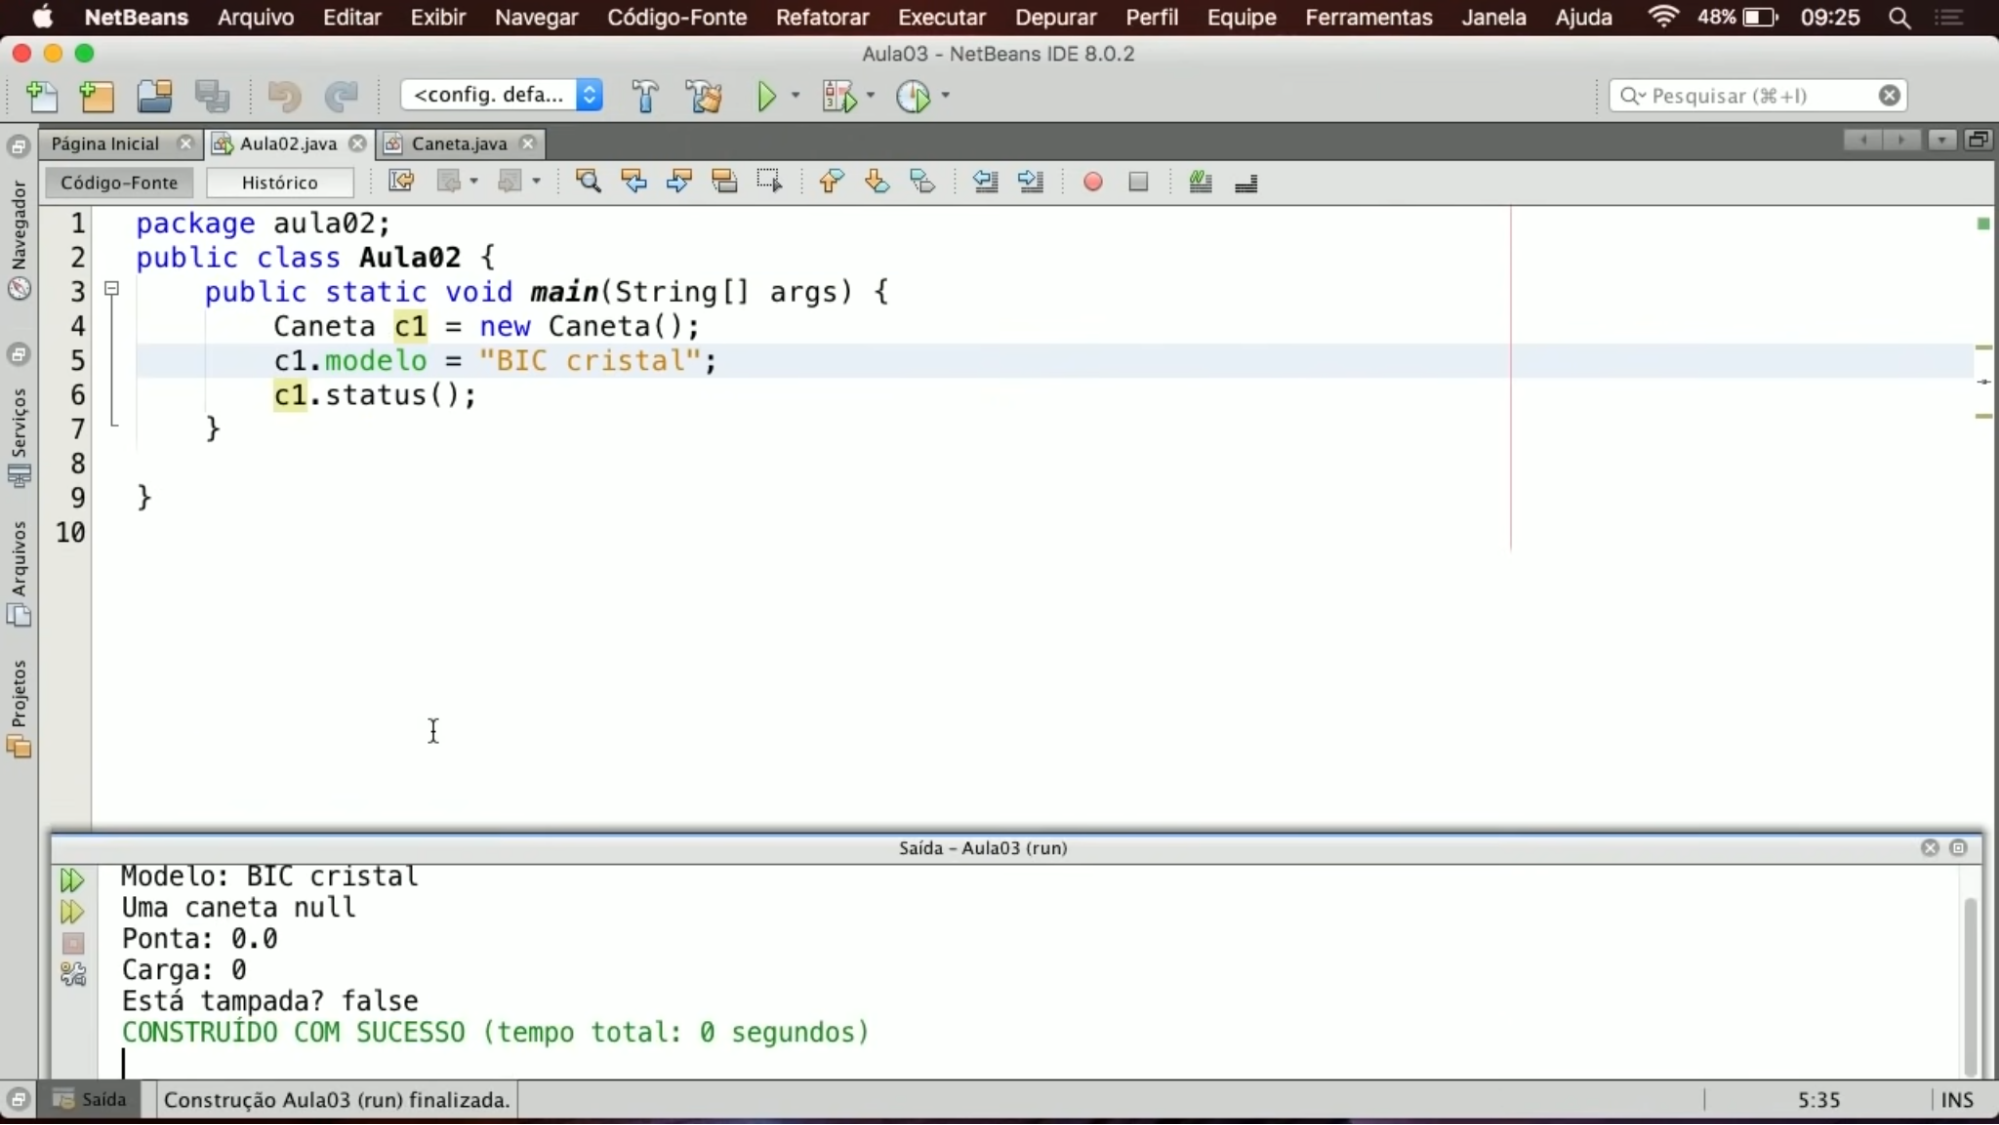 NetBeans Arquivo Editar Exibir Navegar Código-Fonte Refatorar Executar Depurar Perfil Equipe Ferramentas Janela Ajuda 48% 09:25
Aula03 - NetBeans IDE 8.0.2
<config. defa... Pesquisar (⌘+I)
Página Inicial Aula02.java Caneta.java
Código-Fonte Histórico
Navegador
Serviços
Arquivos
Projetos
1 package aula02;
2 public class Aula02 {
3 public static void main(String[] args) {
4 Caneta c1 = new Caneta();
5 c1.modelo = "BIC cristal";
6 c1.status();
7 }
8
9 }
10
Saída – Aula03 (run)
Modelo: BIC cristal
Uma caneta null
Ponta: 0.0
Carga: 0
Está tampada? false
CONSTRUÍDO COM SUCESSO (tempo total: 0 segundos)
Saída Construção Aula03 (run) finalizada. 5:35 INS